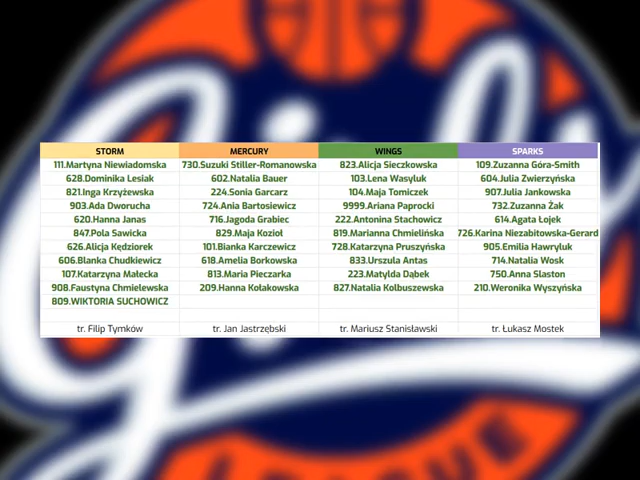 STORM MERCURY WINGS SPARKS
111.Martyna Niewiadomska 730.Suzuki Stiller-Romanowska 823.Alicja Sieczkowska 109.Zuzanna Góra-Smith
628.Dominika Lesiak 602.Natalia Bauer 103.Lena Wasyluk 604.Julia Zwierzyńska
821.Inga Krzyżewska 224.Sonia Garcarz 104.Maja Tomiczek 907.Julia Jankowska
903.Ada Dworucha 724.Ania Bartosiewicz 9999.Ariana Paprocki 732.Zuzanna Żak
620.Hanna Janas 716.Jagoda Grabiec 222.Antonina Stachowicz 614.Agata Łojek
847.Pola Sawicka 829.Maja Kozioł 819.Marianna Chmielińska 726.Karina Niezabitowska-Gerard
626.Alicja Kędziorek 101.Bianka Karczewicz 728.Katarzyna Pruszyńska 905.Emilia Hawryluk
606.Blanka Chudkiewicz 618.Amelia Borkowska 833.Urszula Antas 714.Natalia Wosk
107.Katarzyna Małecka 813.Maria Pieczarka 223.Matylda Dąbek 750.Anna Slaston
908.Faustyna Chmielewska 209.Hanna Kołakowska 827.Natalia Kolbuszewska 210.Weronika Wyszyńska
809.WIKTORIA SUCHOWICZ
tr. Filip Tymków tr. Jan Jastrzębski tr. Mariusz Stanisławski tr. Łukasz Mostek